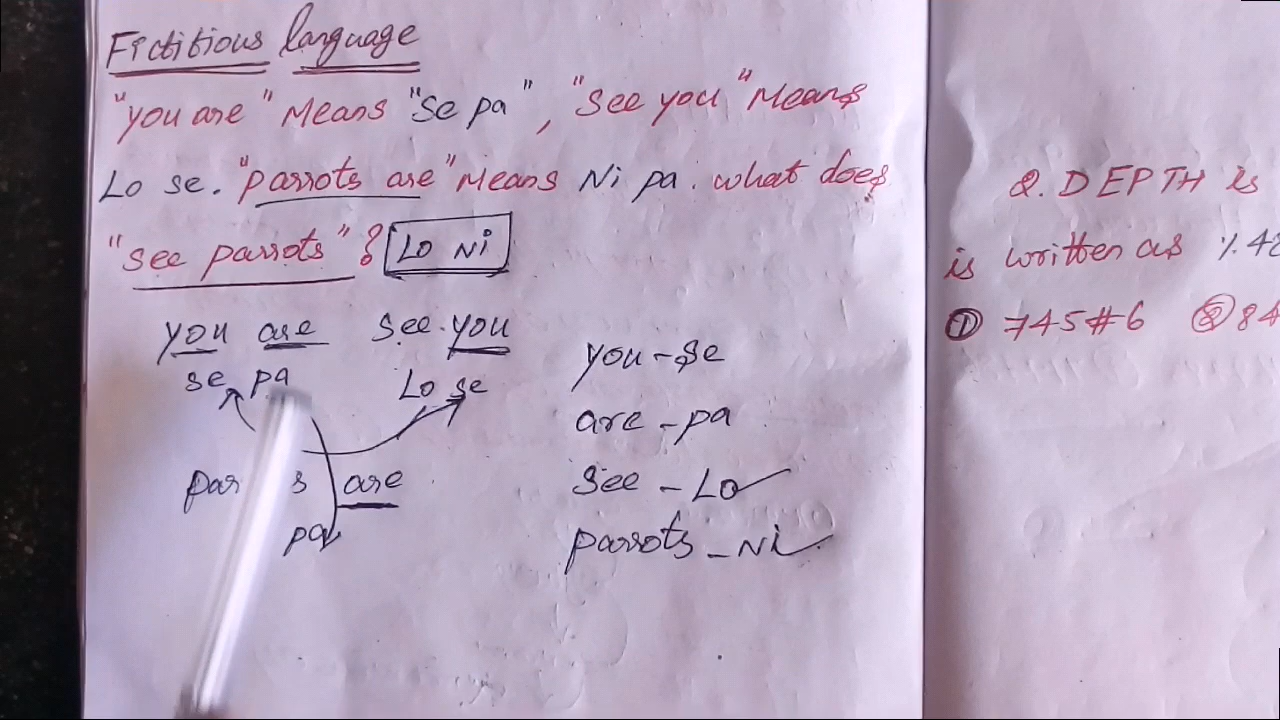 Fictitious language
"you are" Means "se pa", "see you" Means
Lo se. "parrots are" Means Ni pa. what does
"see parrots"? Lo Ni
you are see you
se pa Lo se
are
pa
you - se
are - pa
see - Lo
parrots - Ni
Q. DEPTH is
is written as
① 745#6 ② 84